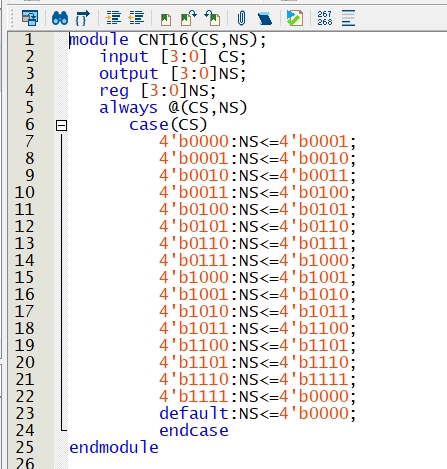 267
268
1 module CNT16(CS,NS);
2 input [3:0] CS;
3 output [3:0]NS;
4 reg [3:0]NS;
5 always @(CS,NS)
6 case(CS)
7 4'b0000:NS<=4'b0001;
8 4'b0001:NS<=4'b0010;
9 4'b0010:NS<=4'b0011;
10 4'b0011:NS<=4'b0100;
11 4'b0100:NS<=4'b0101;
12 4'b0101:NS<=4'b0110;
13 4'b0110:NS<=4'b0111;
14 4'b0111:NS<=4'b1000;
15 4'b1000:NS<=4'b1001;
16 4'b1001:NS<=4'b1010;
17 4'b1010:NS<=4'b1011;
18 4'b1011:NS<=4'b1100;
19 4'b1100:NS<=4'b1101;
20 4'b1101:NS<=4'b1110;
21 4'b1110:NS<=4'b1111;
22 4'b1111:NS<=4'b0000;
23 default:NS<=4'b0000;
24 endcase
25 endmodule
26